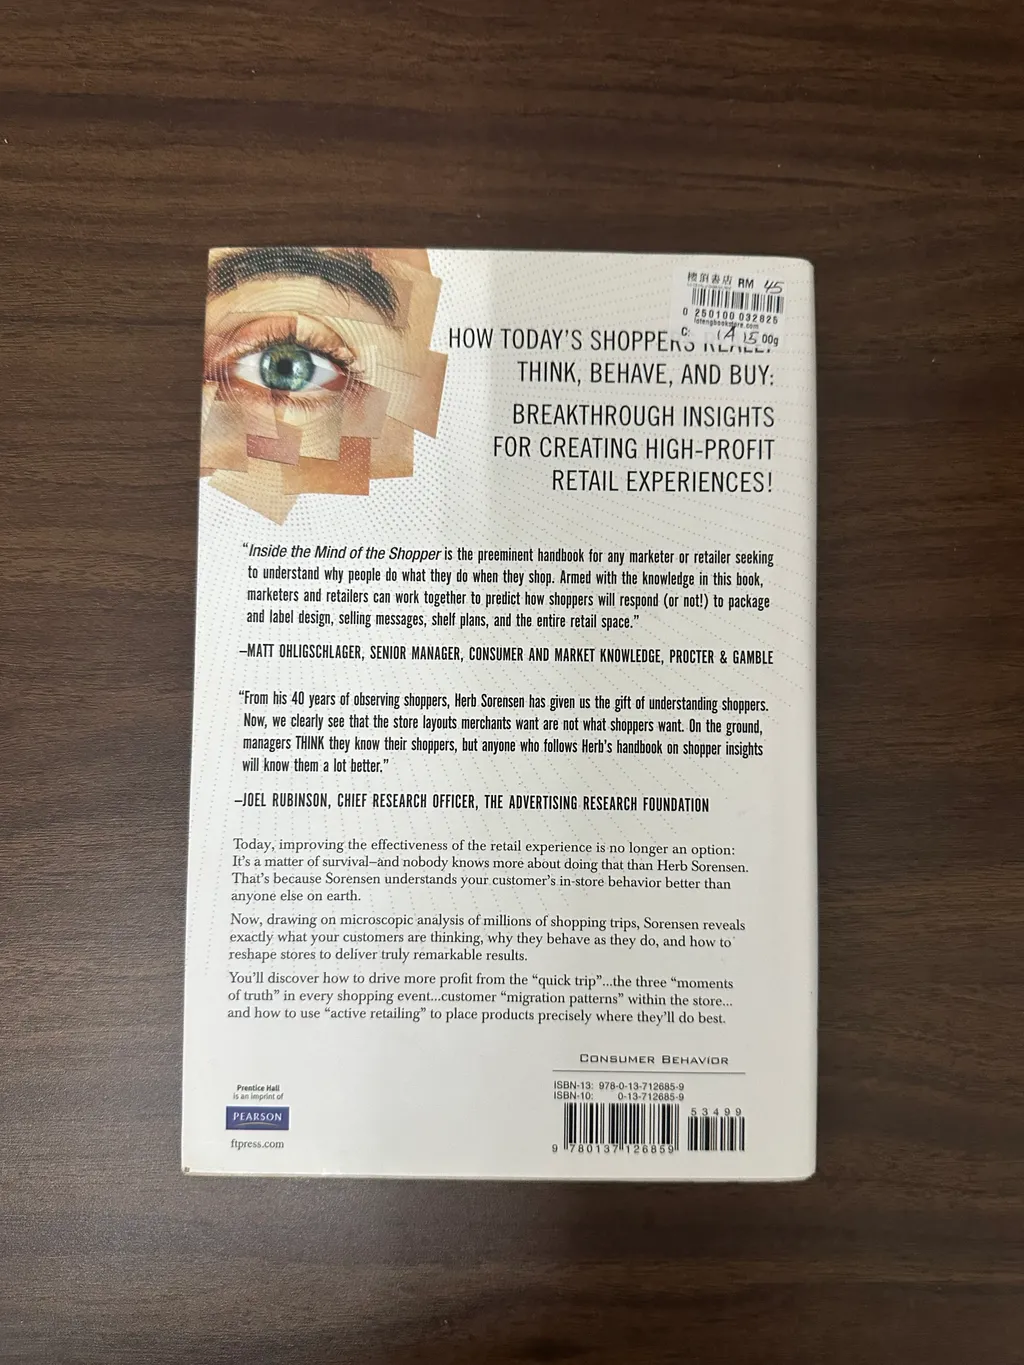 樓肯書店 RM 45
0 250100 032825
lotengbookstore.com
C: 00g
HOW TODAY'S SHOPPERS
THINK, BEHAVE, AND BUY:
BREAKTHROUGH INSIGHTS
FOR CREATING HIGH-PROFIT
RETAIL EXPERIENCES!
“Inside the Mind of the Shopper is the preeminent handbook for any marketer or retailer seeking
to understand why people do what they do when they shop. Armed with the knowledge in this book,
marketers and retailers can work together to predict how shoppers will respond (or not!) to package
and label design, selling messages, shelf plans, and the entire retail space.”
–MATT OHLIGSCHLAGER, SENIOR MANAGER, CONSUMER AND MARKET KNOWLEDGE, PROCTER & GAMBLE
“From his 40 years of observing shoppers, Herb Sorensen has given us the gift of understanding shoppers.
Now, we clearly see that the store layouts merchants want are not what shoppers want. On the ground,
managers THINK they know their shoppers, but anyone who follows Herb's handbook on shopper insights
will know them a lot better.”
–JOEL RUBINSON, CHIEF RESEARCH OFFICER, THE ADVERTISING RESEARCH FOUNDATION
Today, improving the effectiveness of the retail experience is no longer an option:
It's a matter of survival–and nobody knows more about doing that than Herb Sorensen.
That's because Sorensen understands your customer's in-store behavior better than
anyone else on earth.
Now, drawing on microscopic analysis of millions of shopping trips, Sorensen reveals
exactly what your customers are thinking, why they behave as they do, and how to
reshape stores to deliver truly remarkable results.
You'll discover how to drive more profit from the “quick trip”...the three “moments
of truth” in every shopping event...customer “migration patterns” within the store...
and how to use “active retailing” to place products precisely where they'll do best.
CONSUMER BEHAVIOR
ISBN-13: 978-0-13-712685-9
ISBN-10: 0-13-712685-9
53499
9 780137 126859
Prentice Hall
is an imprint of
PEARSON
ftpress.com